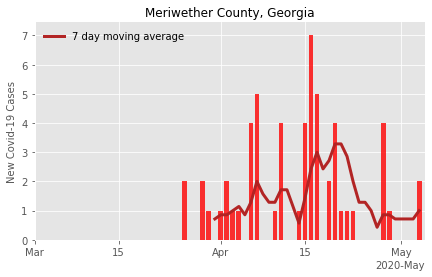 Meriwether County, Georgia
7 day moving average
New Covid-19 Cases
7
6
5
4
3
2
1
0
Mar
15
Apr
15
May
2020-May